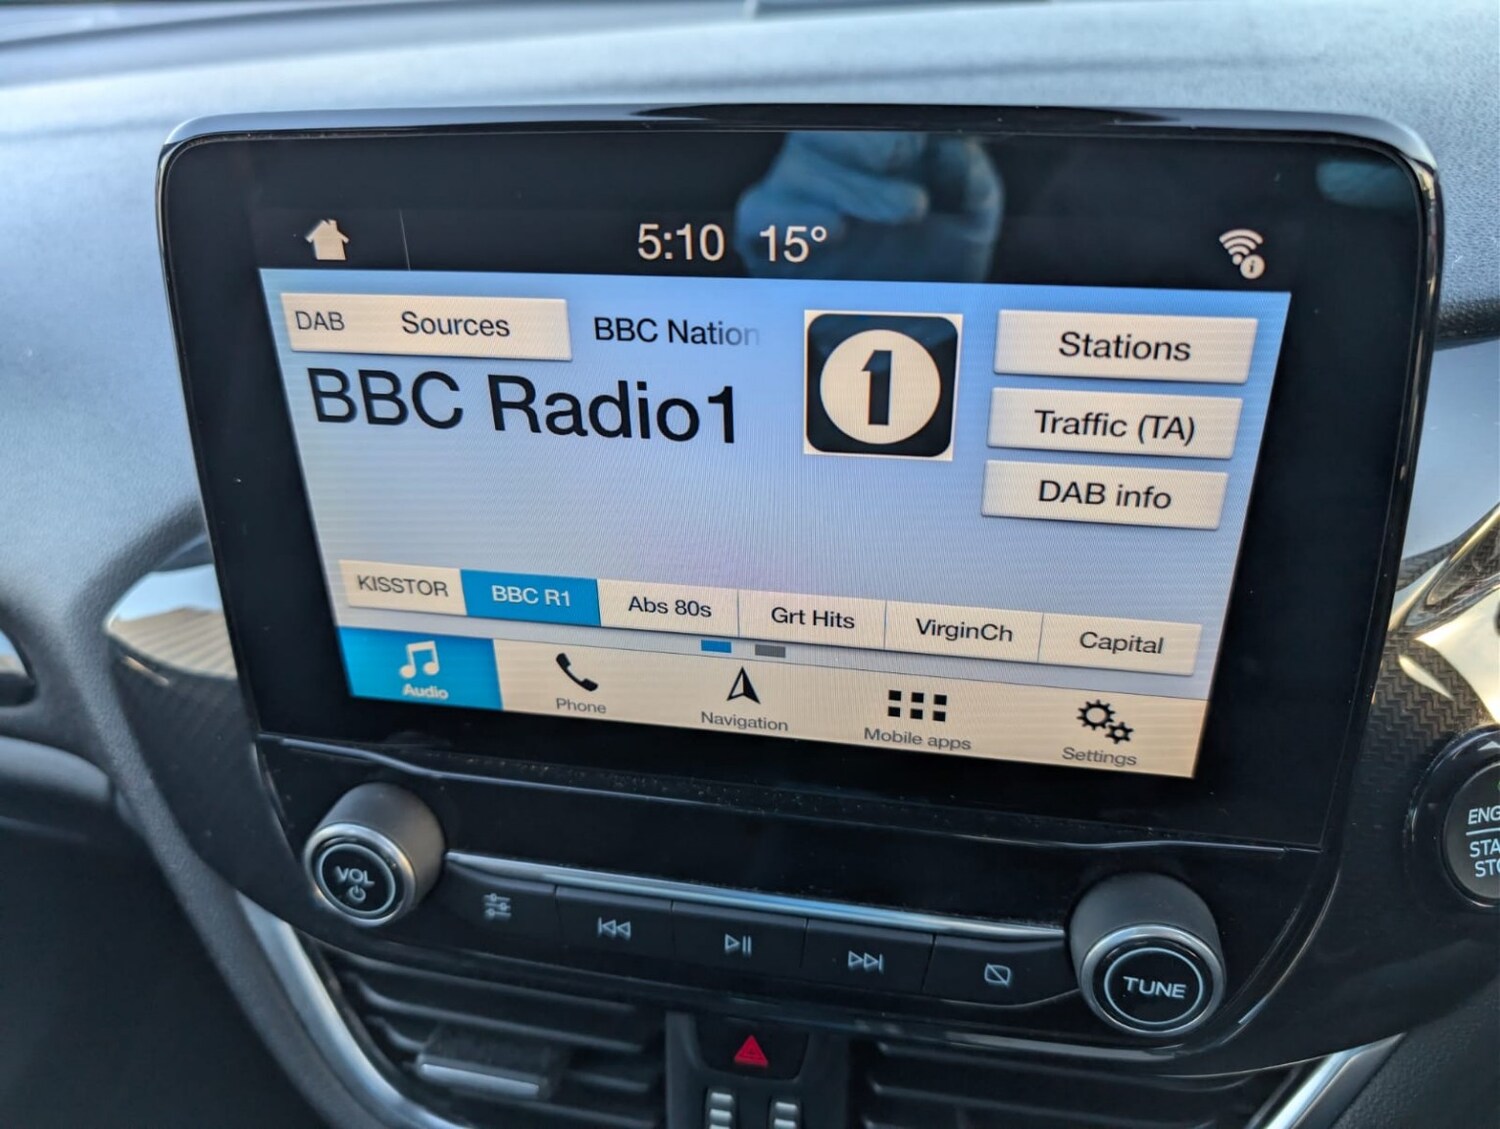 5:10 15°
DAB Sources
BBC Nation
1
Stations
BBC Radio1
Traffic (TA)
DAB info
KISSTOR
BBC R1
Abs 80s
Grt Hits
VirginCh
Capital
Audio
Phone
Navigation
Mobile apps
Settings
VOL
TUNE
ENG
STA
STO